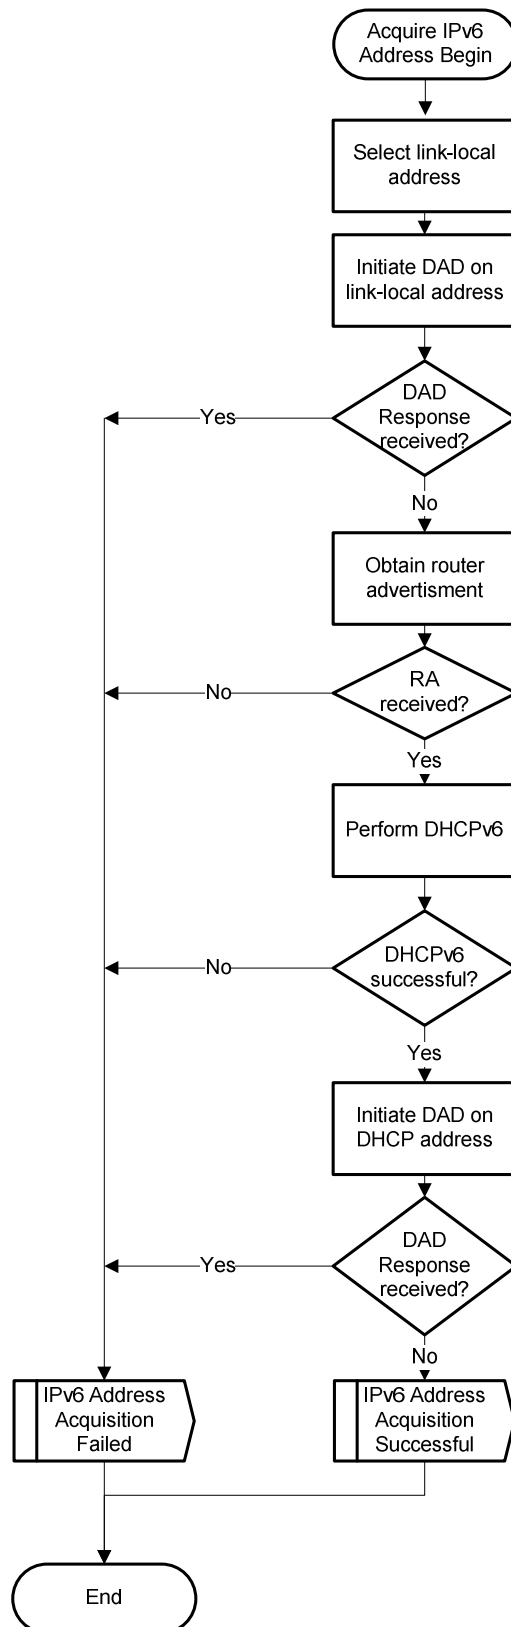 Acquire IPv6
Address Begin
Select link-local
address
Initiate DAD on
link-local address
DAD
Response
received?
Yes
No
Obtain router
advertisment
RA
received?
No
Yes
Perform DHCPv6
DHCPv6
successful?
No
Yes
Initiate DAD on
DHCP address
DAD
Response
received?
Yes
No
IPv6 Address
Acquisition
Failed
IPv6 Address
Acquisition
Successful
End